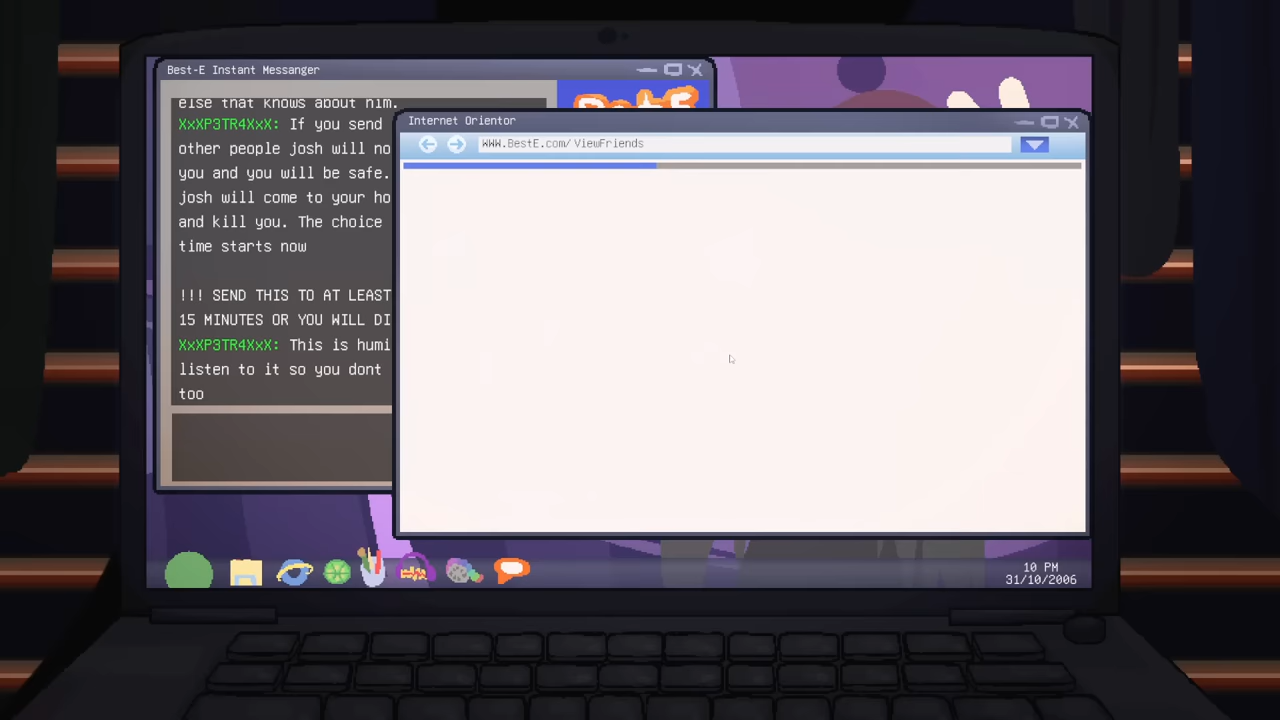 Best-E Instant Messanger
else that knows about him.
XxXP3TR4XxX: If you send
other people josh will no
you and you will be safe.
josh will come to your ho
and kill you. The choice
time starts now
!!! SEND THIS TO AT LEAST
15 MINUTES OR YOU WILL DI
XxXP3TR4XxX: This is humi
listen to it so you dont
too
Internet Orientor
WWW.BestE.com/ViewFriends
10 PM
31/10/2006